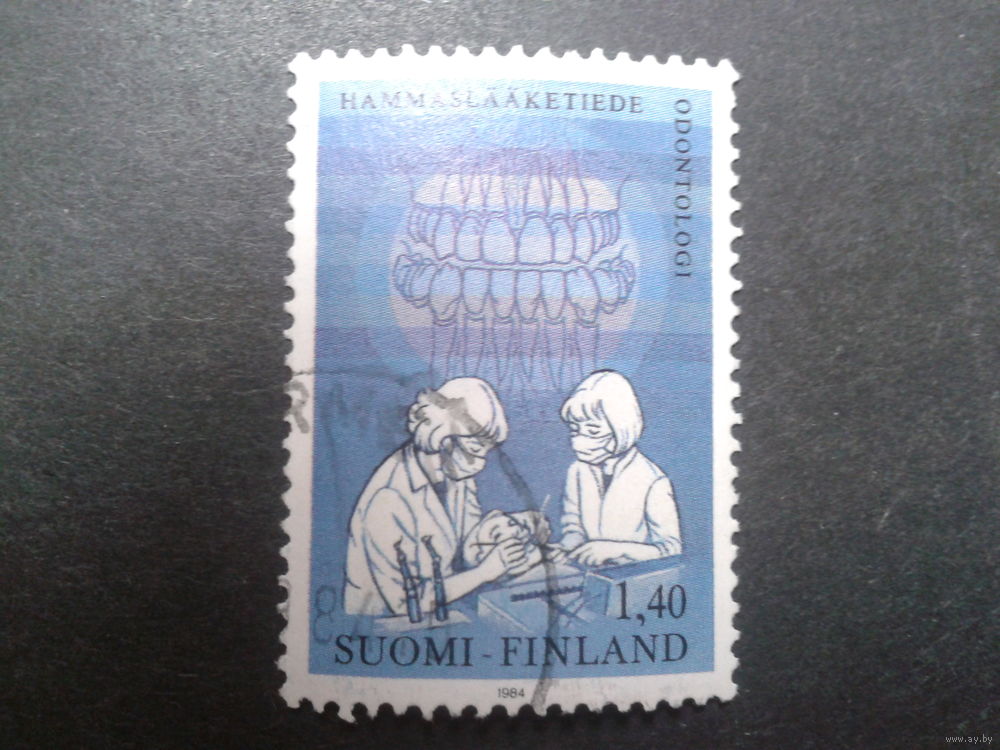 HAMMASLÄÄKETIEDE
ODONTOLOGI
1,40
SUOMI - FINLAND
1984
www.ay.by